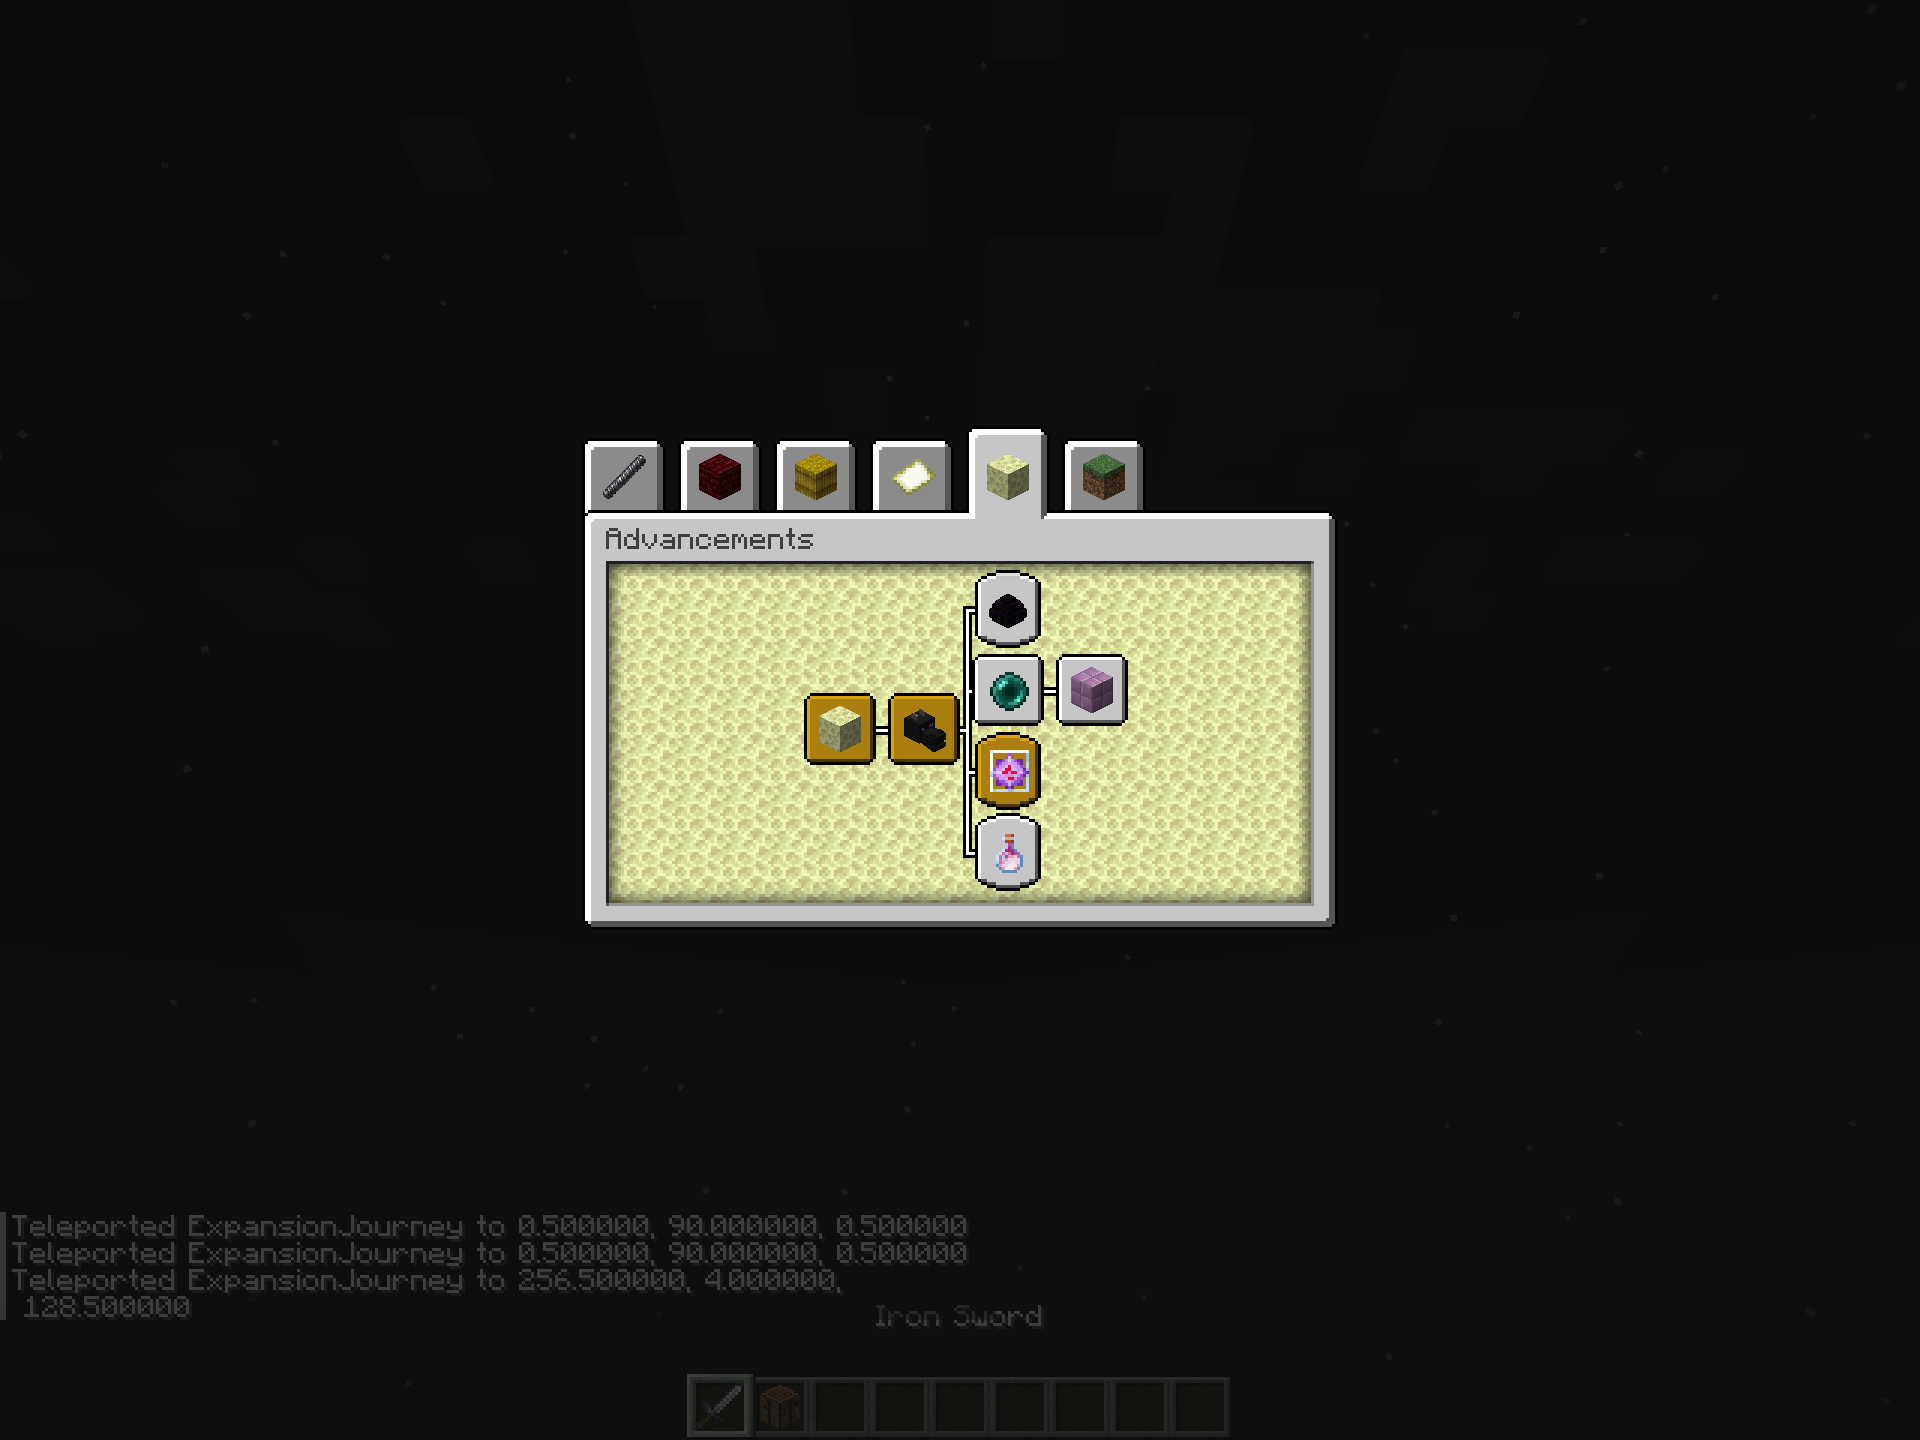 Advancements
Teleported ExpansionJourney to 0.500000, 90.000000, 0.500000
Teleported ExpansionJourney to 0.500000, 90.000000, 0.500000
Teleported ExpansionJourney to 256.500000, 4.000000,
128.500000
Iron Sword